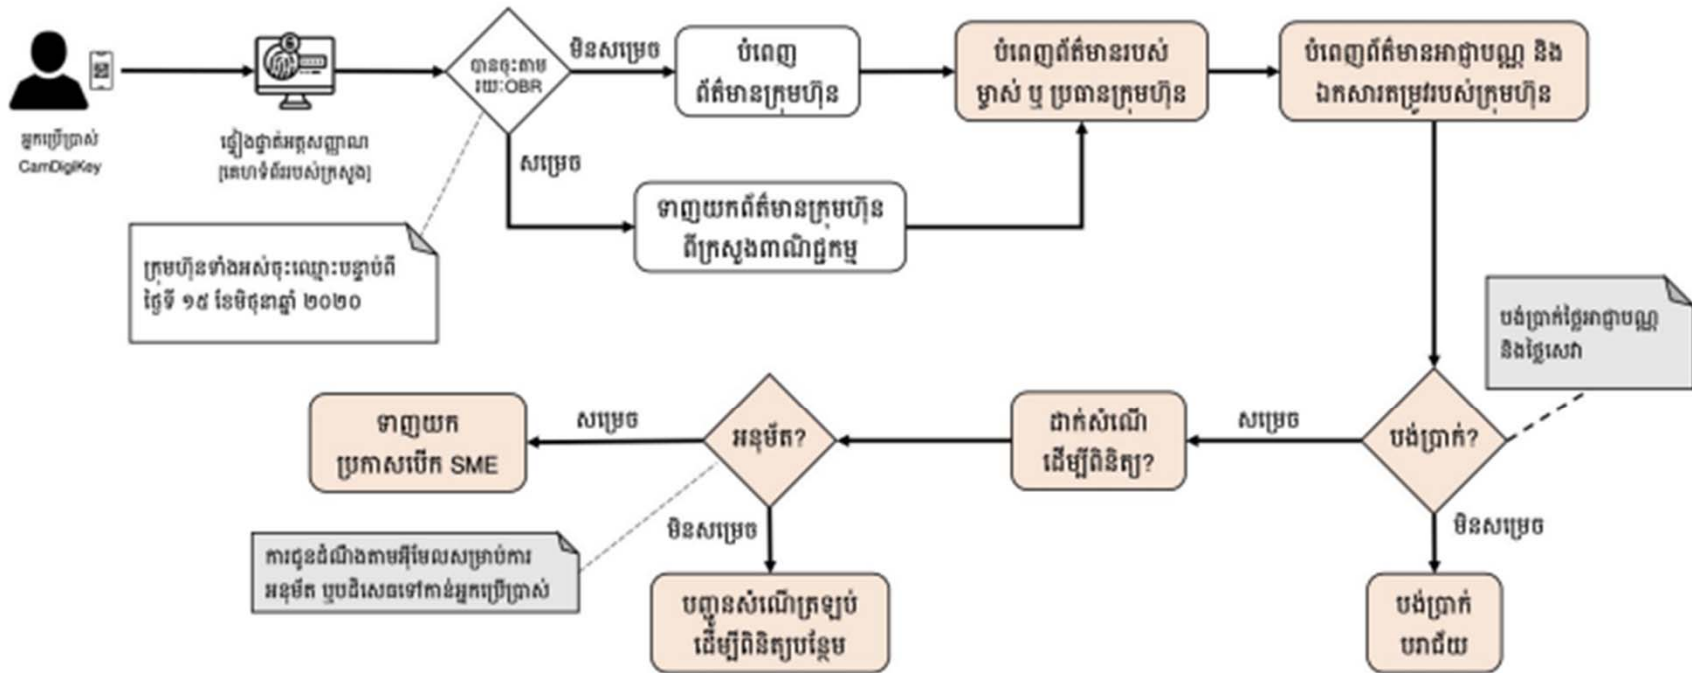 អ្នកប្រើប្រាស់
CamDigiKey
ផ្ទៀងផ្ទាត់អត្តសញ្ញាណ
[គេហទំព័ររបស់ក្រសួង]
បានចុះតាម
រយៈOBR
មិនសម្រេច
បំពេញ
ព័ត៌មានក្រុមហ៊ុន
បំពេញព័ត៌មានរបស់
ម្ចាស់ ឬ ប្រធានក្រុមហ៊ុន
បំពេញព័ត៌មានអាជ្ញាបណ្ណ និង
ឯកសារតម្រូវរបស់ក្រុមហ៊ុន
សម្រេច
ទាញយកព័ត៌មានក្រុមហ៊ុន
ពីក្រសួងពាណិជ្ជកម្ម
ក្រុមហ៊ុនទាំងអស់ចុះឈ្មោះបន្ទាប់ពី
ថ្ងៃទី ១៥ ខែមិថុនាឆ្នាំ ២០២០
បង់ប្រាក់ថ្លៃអាជ្ញាបណ្ណ
និងថ្លៃសេវា
បង់ប្រាក់?
សម្រេច
ដាក់សំណើ
ដើម្បីពិនិត្យ?
អនុម័ត?
សម្រេច
ទាញយក
ប្រកាសបើក SME
មិនសម្រេច
បង់ប្រាក់
បរាជ័យ
មិនសម្រេច
បញ្ជូនសំណើត្រឡប់
ដើម្បីពិនិត្យបន្ថែម
ការជូនដំណឹងតាមអ៊ីមែលសម្រាប់ការ
អនុម័ត ឬបដិសេធទៅកាន់អ្នកប្រើប្រាស់